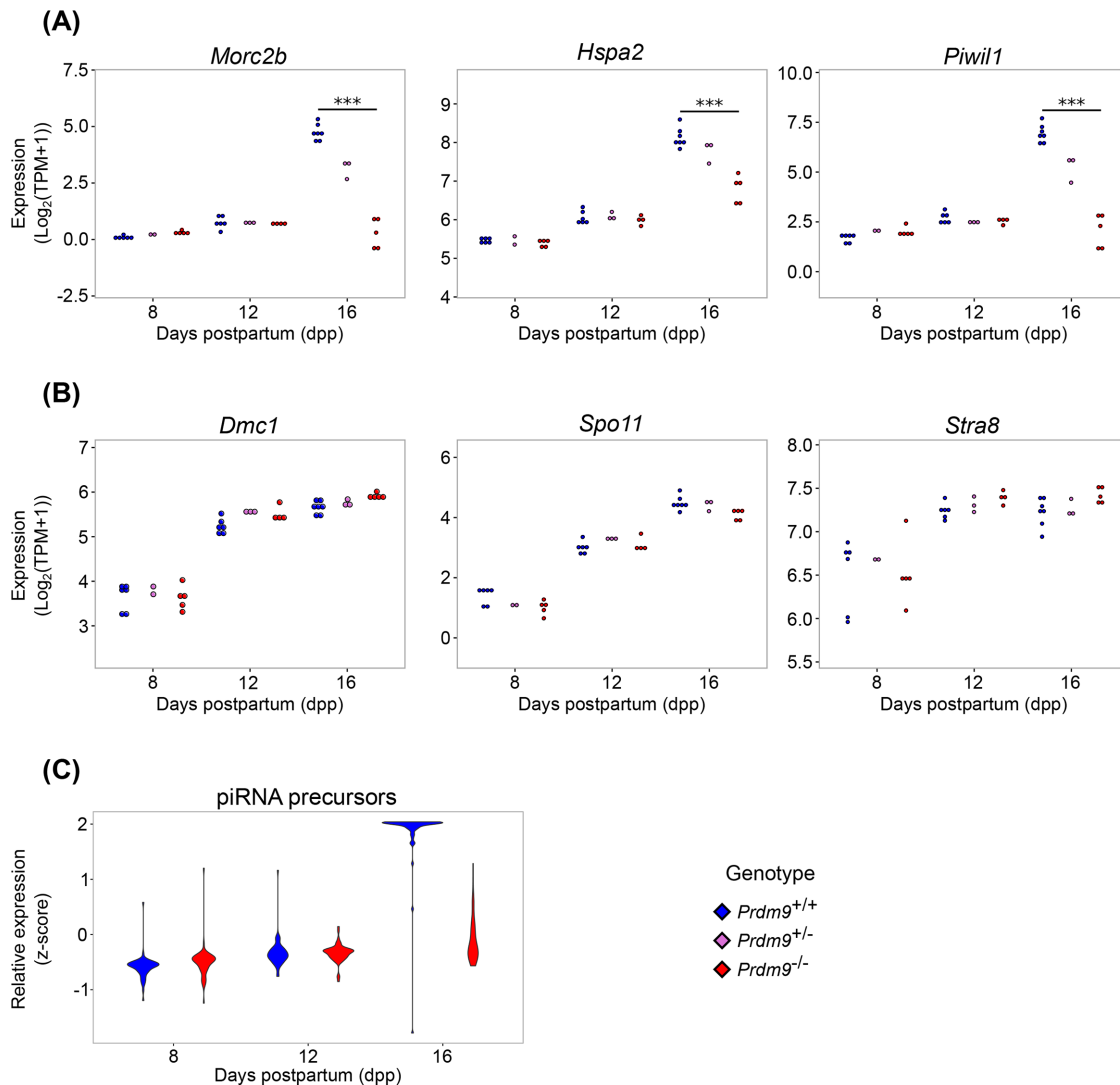 (A)
Morc2b
Hspa2
Piwil1
Expression
(Log₂(TPM+1))
7.5
5.0
2.5
0.0
-2.5
***
8
12
16
Days postpartum (dpp)
9
8
7
6
5
4
***
8
12
16
Days postpartum (dpp)
10.0
7.5
5.0
2.5
0.0
***
8
12
16
Days postpartum (dpp)
(B)
Dmc1
Spo11
Stra8
Expression
(Log₂(TPM+1))
7
6
5
4
3
8
12
16
Days postpartum (dpp)
6
4
2
0
8
12
16
Days postpartum (dpp)
8.0
7.5
7.0
6.5
6.0
5.5
8
12
16
Days postpartum (dpp)
(C)
piRNA precursors
Relative expression
(z-score)
2
1
0
-1
8
12
16
Days postpartum (dpp)
Genotype
Prdm9⁺/⁺
Prdm9⁺/⁻
Prdm9⁻/⁻